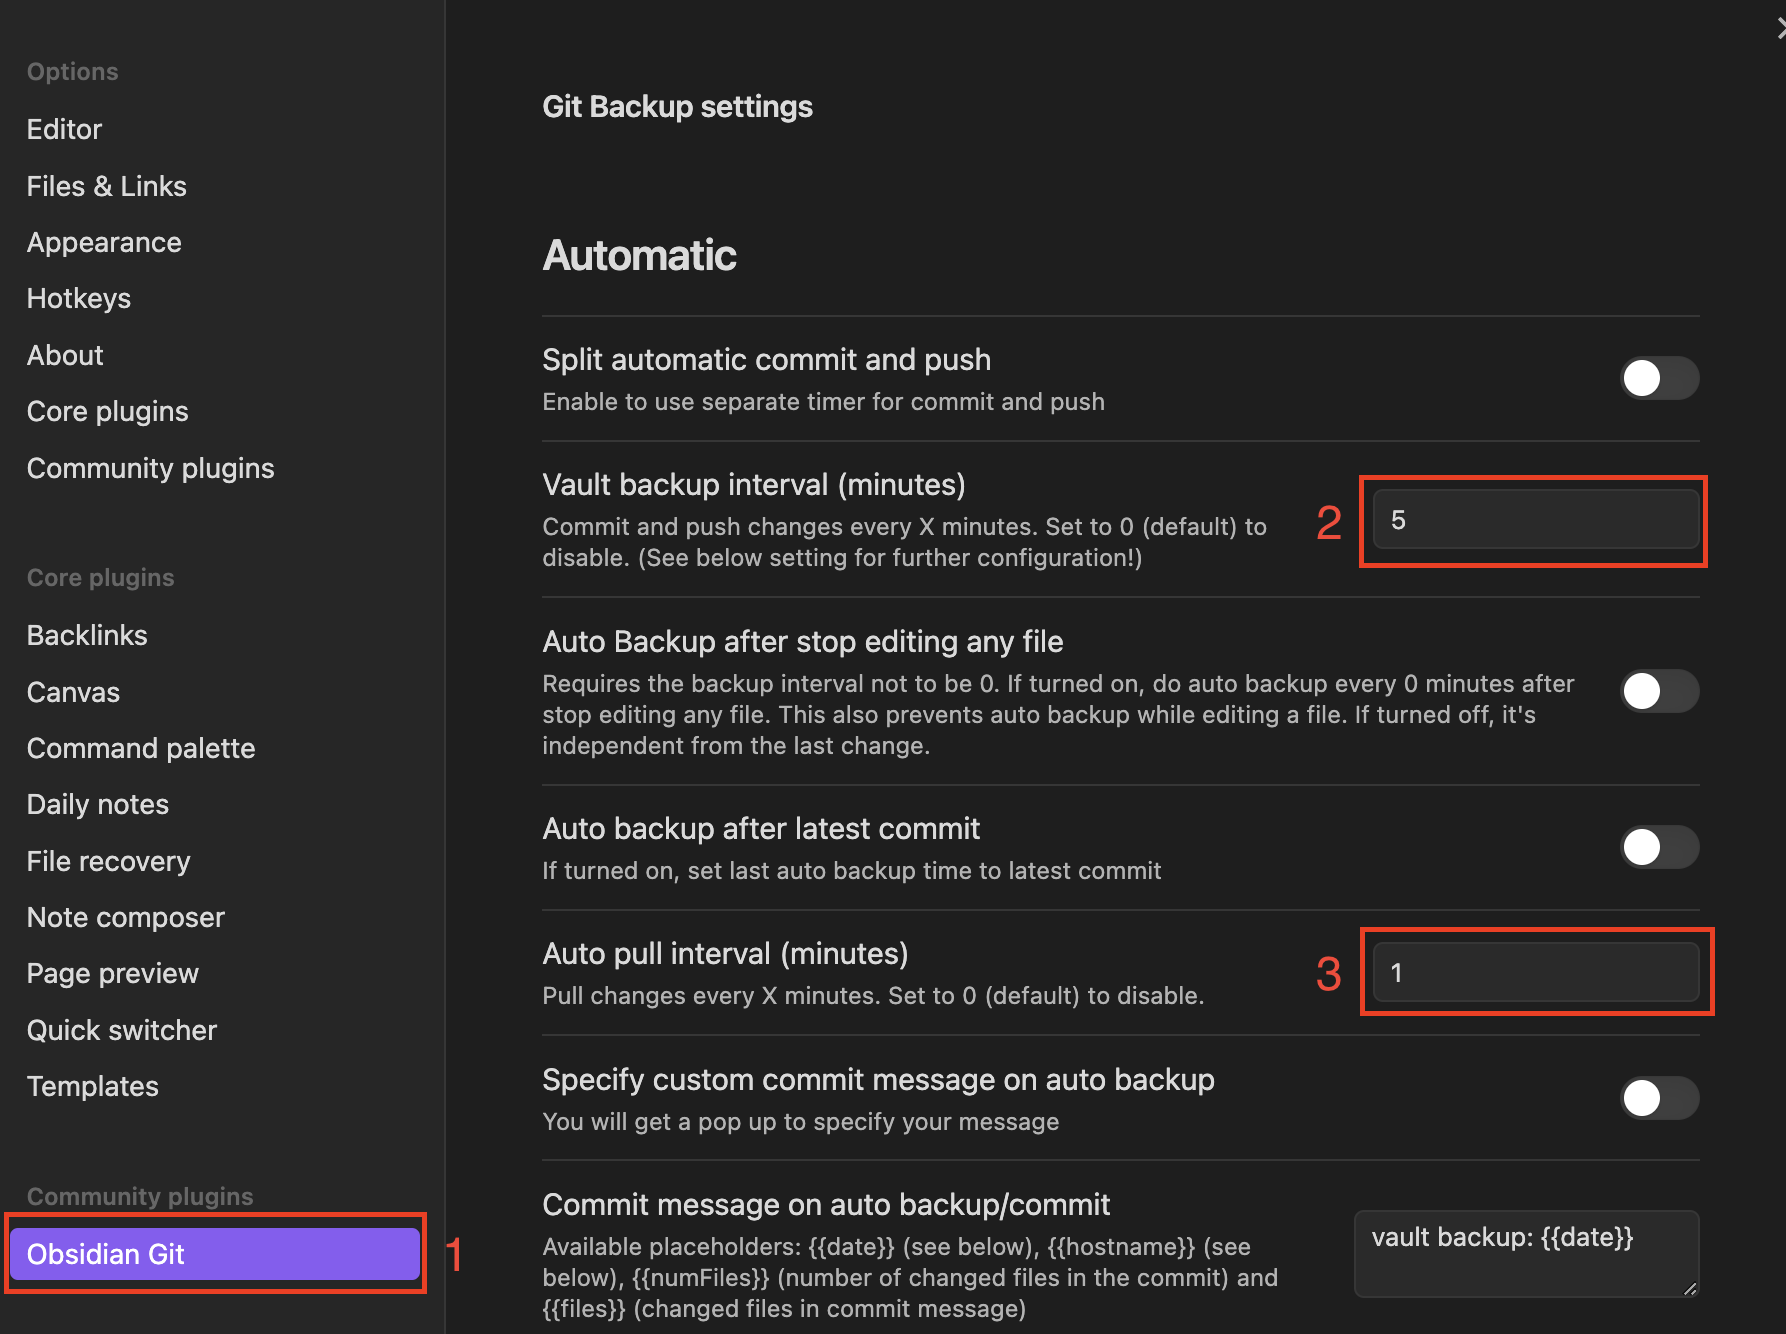 Options
Editor
Files & Links
Appearance
Hotkeys
About
Core plugins
Community plugins
Core plugins
Backlinks
Canvas
Command palette
Daily notes
File recovery
Note composer
Page preview
Quick switcher
Templates
Community plugins
Obsidian Git
1
Git Backup settings
Automatic
Split automatic commit and push
Enable to use separate timer for commit and push
Vault backup interval (minutes)
Commit and push changes every X minutes. Set to 0 (default) to
disable. (See below setting for further configuration!)
2
5
Auto Backup after stop editing any file
Requires the backup interval not to be 0. If turned on, do auto backup every 0 minutes after
stop editing any file. This also prevents auto backup while editing a file. If turned off, it's
independent from the last change.
Auto backup after latest commit
If turned on, set last auto backup time to latest commit
Auto pull interval (minutes)
Pull changes every X minutes. Set to 0 (default) to disable.
3
1
Specify custom commit message on auto backup
You will get a pop up to specify your message
Commit message on auto backup/commit
Available placeholders: {{date}} (see below), {{hostname}} (see
below), {{numFiles}} (number of changed files in the commit) and
{{files}} (changed files in commit message)
vault backup: {{date}}